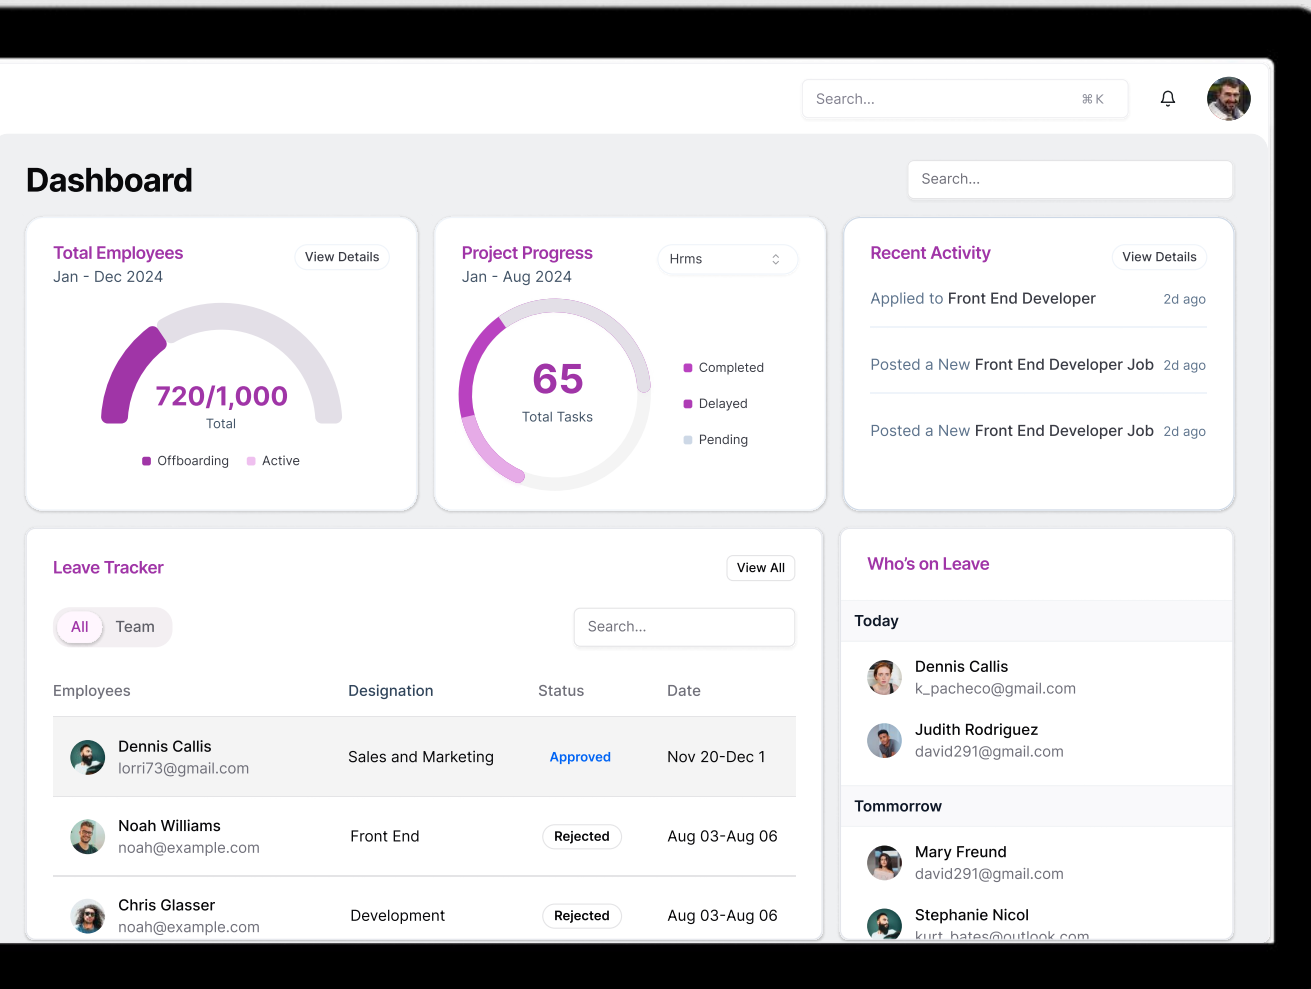 Search...
⌘ K
Dashboard
Search...
Total Employees
View Details
Jan - Dec 2024
720/1,000
Total
Offboarding
Active
Project Progress
Hrms
Jan - Aug 2024
65
Total Tasks
Completed
Delayed
Pending
Recent Activity
View Details
Applied to Front End Developer
2d ago
Posted a New Front End Developer Job
2d ago
Posted a New Front End Developer Job
2d ago
Leave Tracker
View All
All
Team
Search...
Employees
Designation
Status
Date
Dennis Callis
lorri73@gmail.com
Sales and Marketing
Approved
Nov 20-Dec 1
Noah Williams
noah@example.com
Front End
Rejected
Aug 03-Aug 06
Chris Glasser
noah@example.com
Development
Rejected
Aug 03-Aug 06
Who's on Leave
Today
Dennis Callis
k_pacheco@gmail.com
Judith Rodriguez
david291@gmail.com
Tommorrow
Mary Freund
david291@gmail.com
Stephanie Nicol
kurt_bates@outlook.com